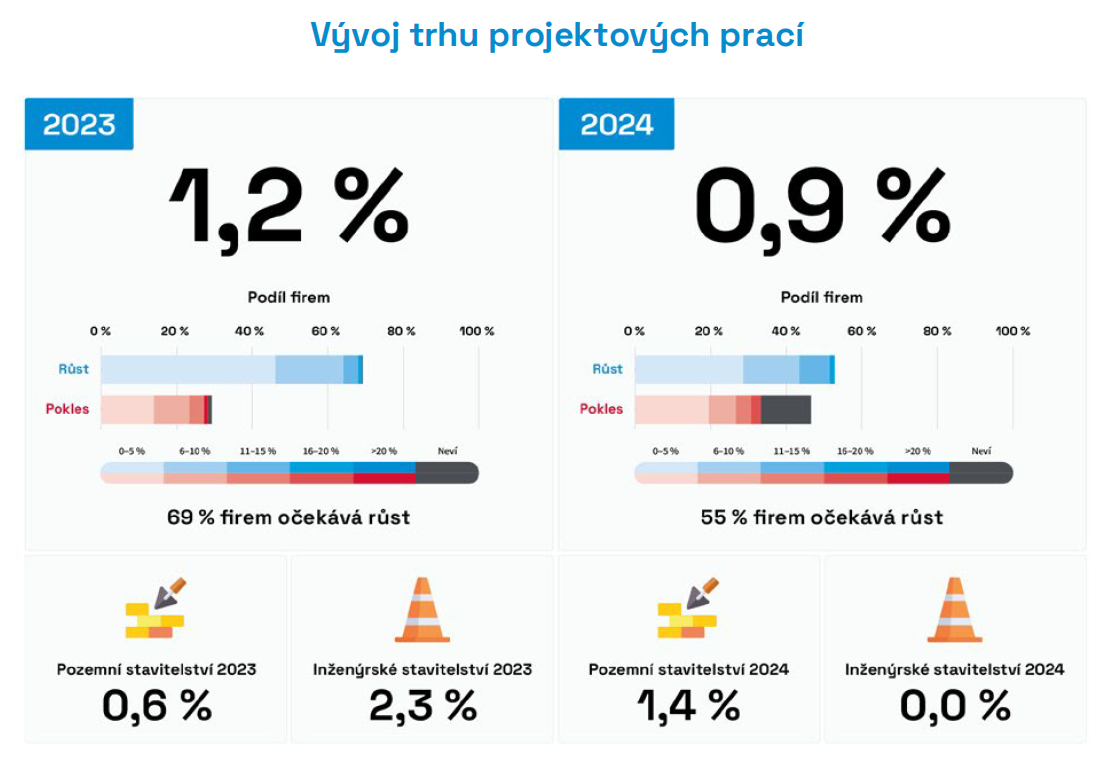 Vývoj trhu projektových prací
2023
1,2 %
Podíl firem
0 % 20 % 40 % 60 % 80 % 100 %
Růst
Pokles
0–5 % 6–10 % 11–15 % 16–20 % >20 % Neví
69 % firem očekává růst
Pozemní stavitelství 2023
0,6 %
Inženýrské stavitelství 2023
2,3 %
2024
0,9 %
Podíl firem
0 % 20 % 40 % 60 % 80 % 100 %
Růst
Pokles
0–5 % 6–10 % 11–15 % 16–20 % >20 % Neví
55 % firem očekává růst
Pozemní stavitelství 2024
1,4 %
Inženýrské stavitelství 2024
0,0 %